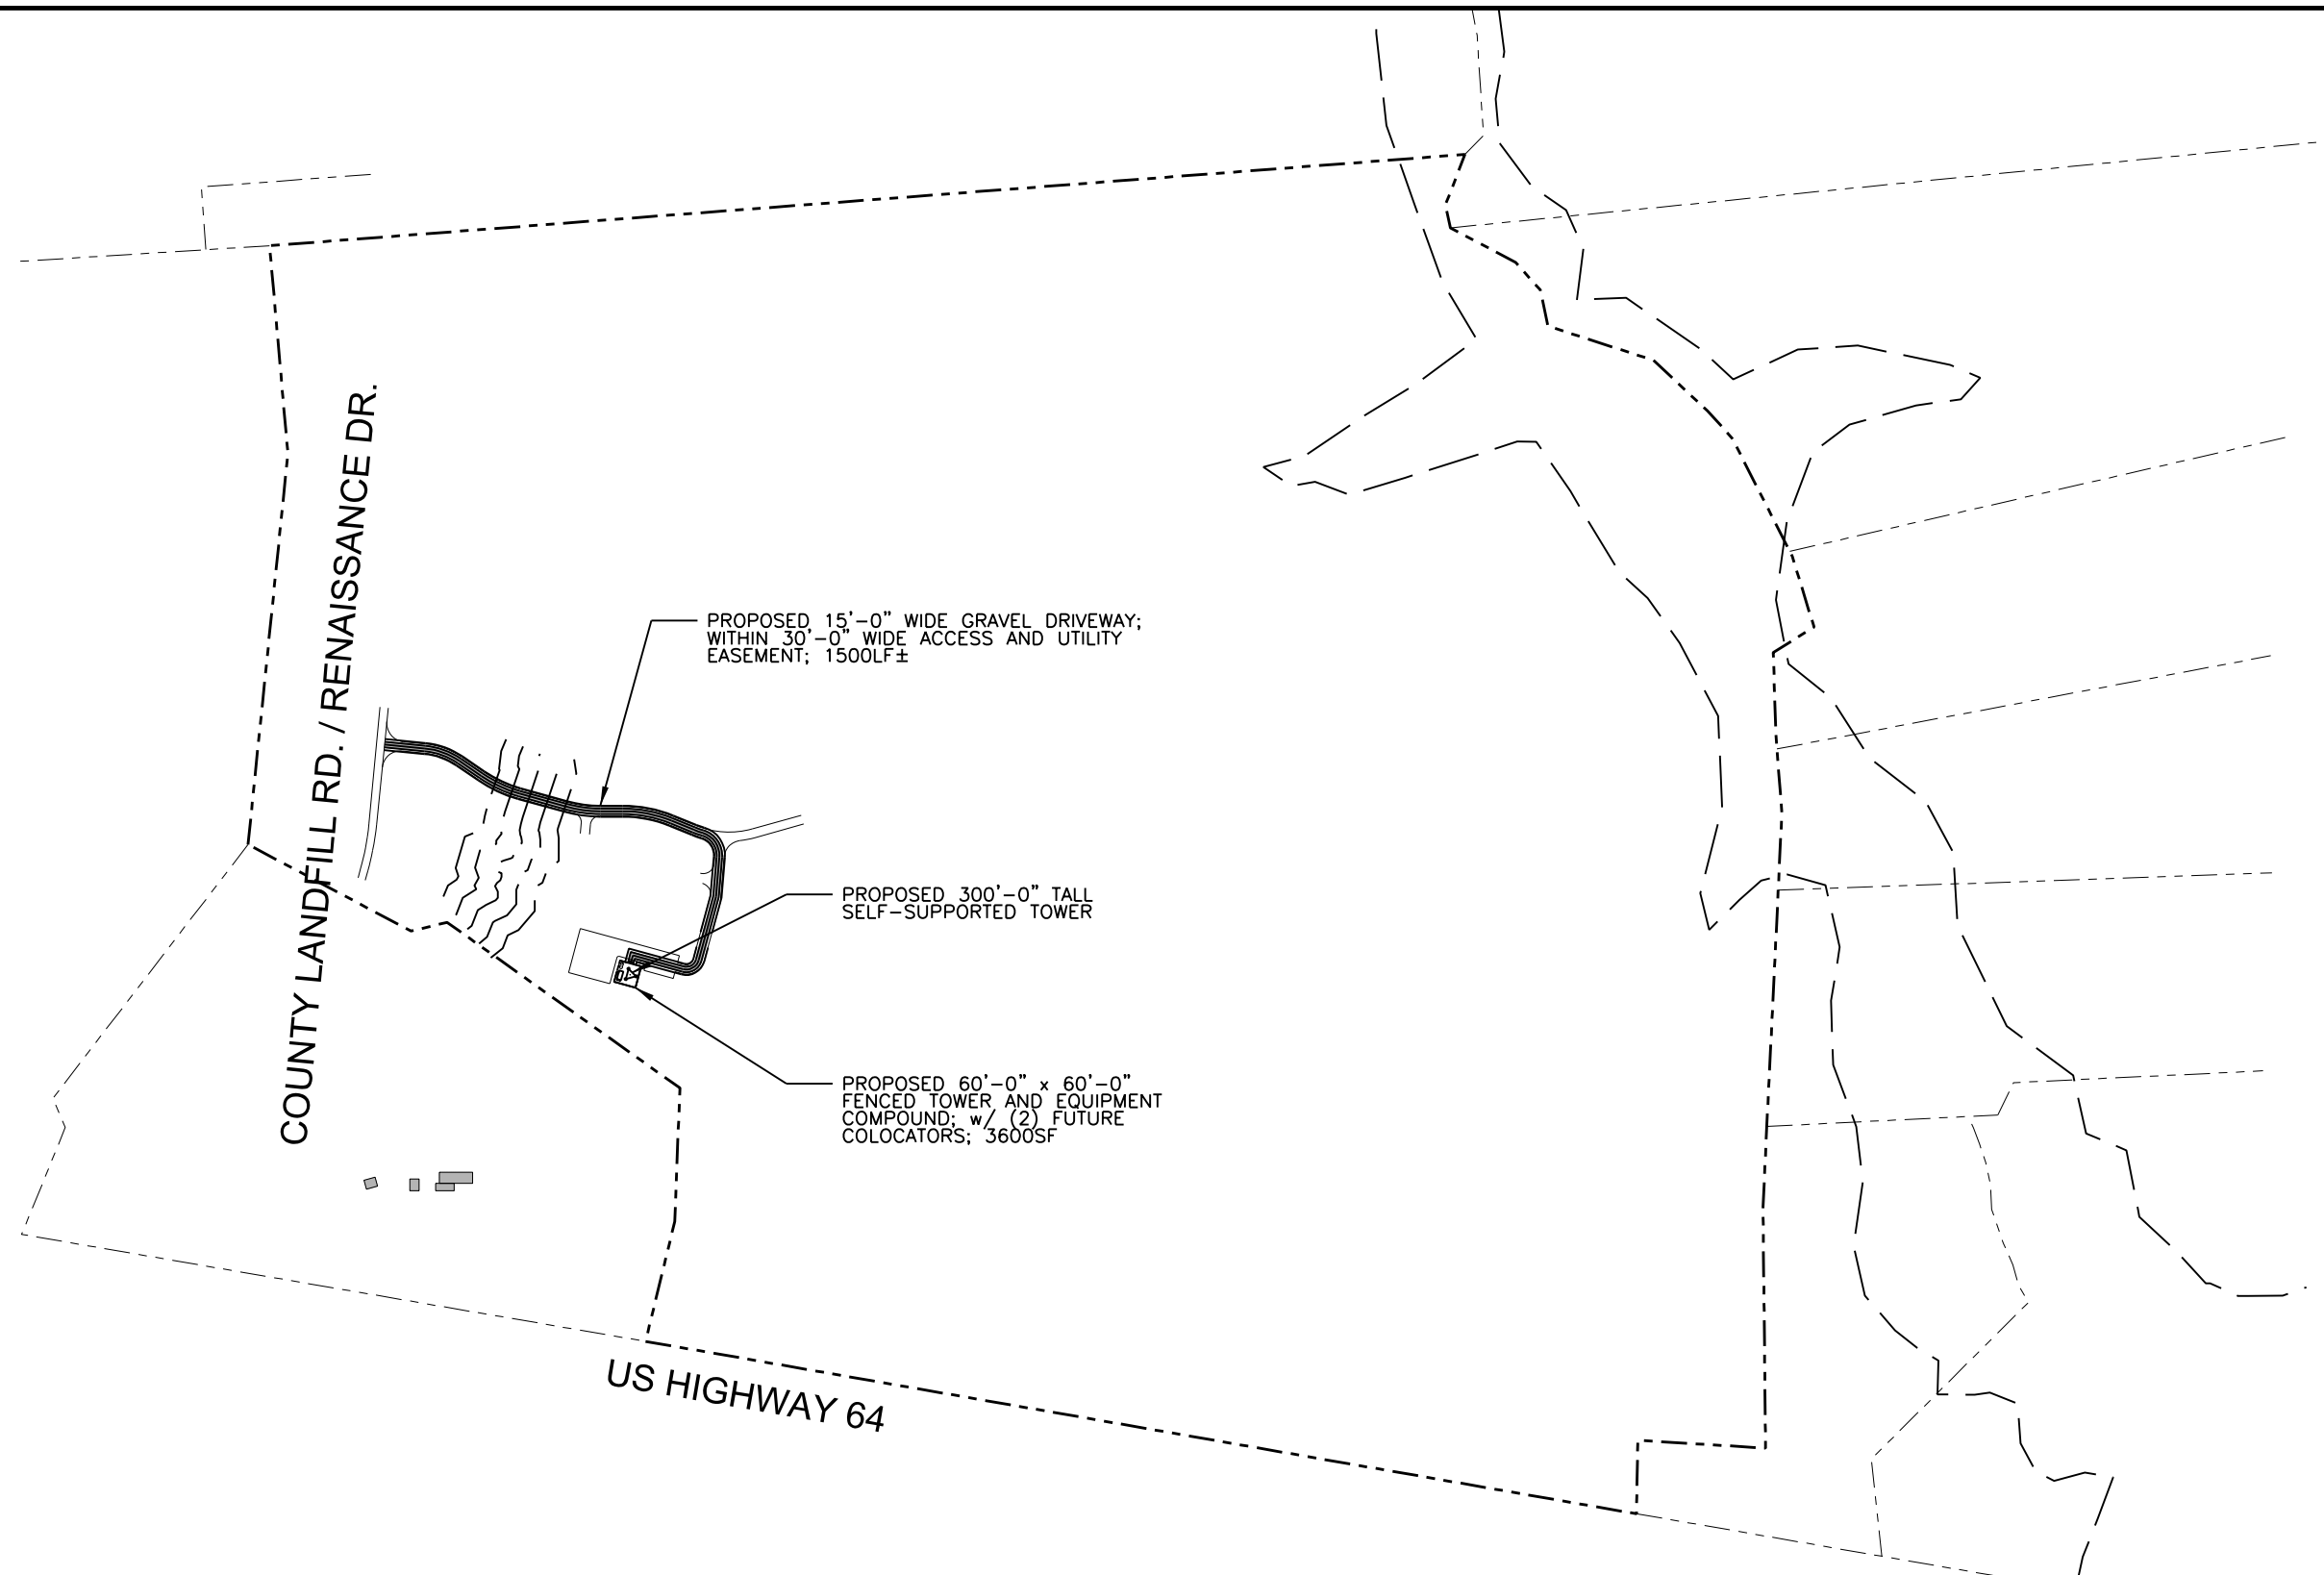 COUNTY LANDFILL RD. / RENAISSANCE DR.
PROPOSED 15'-0" WIDE GRAVEL DRIVEWAY;
WITHIN 30'-0" WIDE ACCESS AND UTILITY
EASEMENT; 1500LF±
PROPOSED 300'-0" TALL
SELF-SUPPORTED TOWER
PROPOSED 60'-0" x 60'-0"
FENCED TOWER AND EQUIPMENT
COMPOUND; w/ (2) FUTURE
COLOCATORS; 3600SF
US HIGHWAY 64